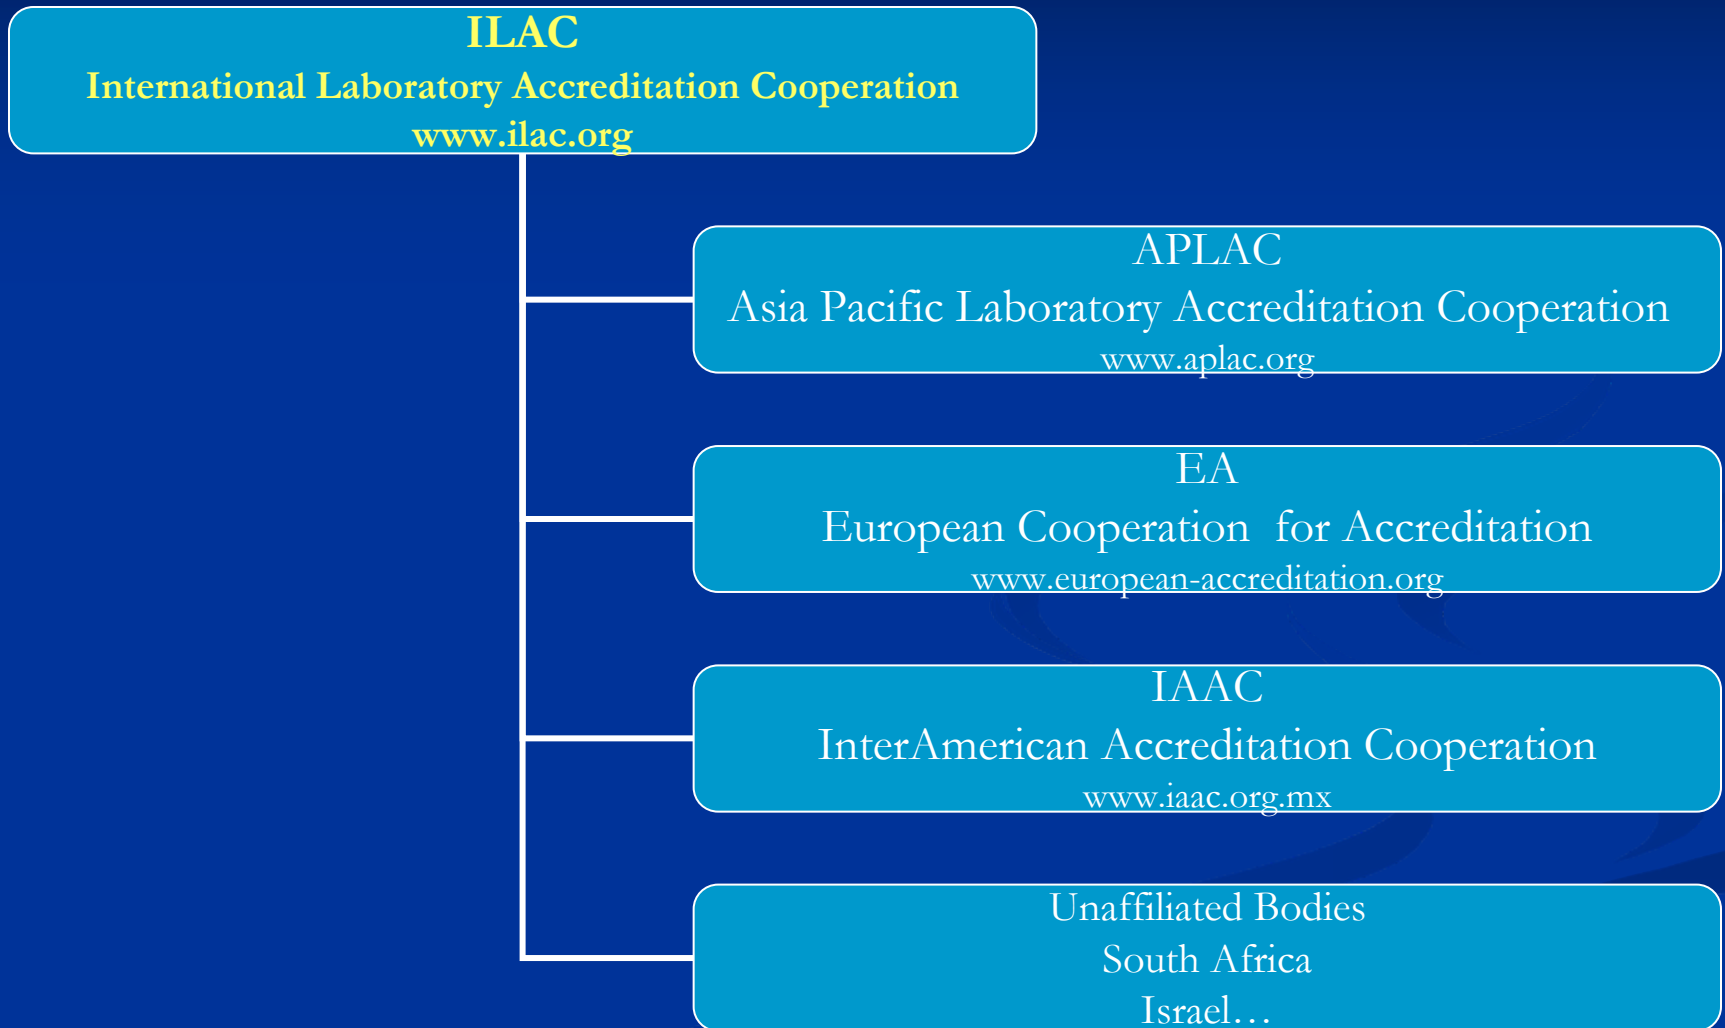 ILAC
International Laboratory Accreditation Cooperation
www.ilac.org
APLAC
Asia Pacific Laboratory Accreditation Cooperation
www.aplac.org
EA
European Cooperation  for Accreditation
www.european-accreditation.org
IAAC
InterAmerican Accreditation Cooperation
www.iaac.org.mx
Unaffiliated Bodies
South Africa
Israel…